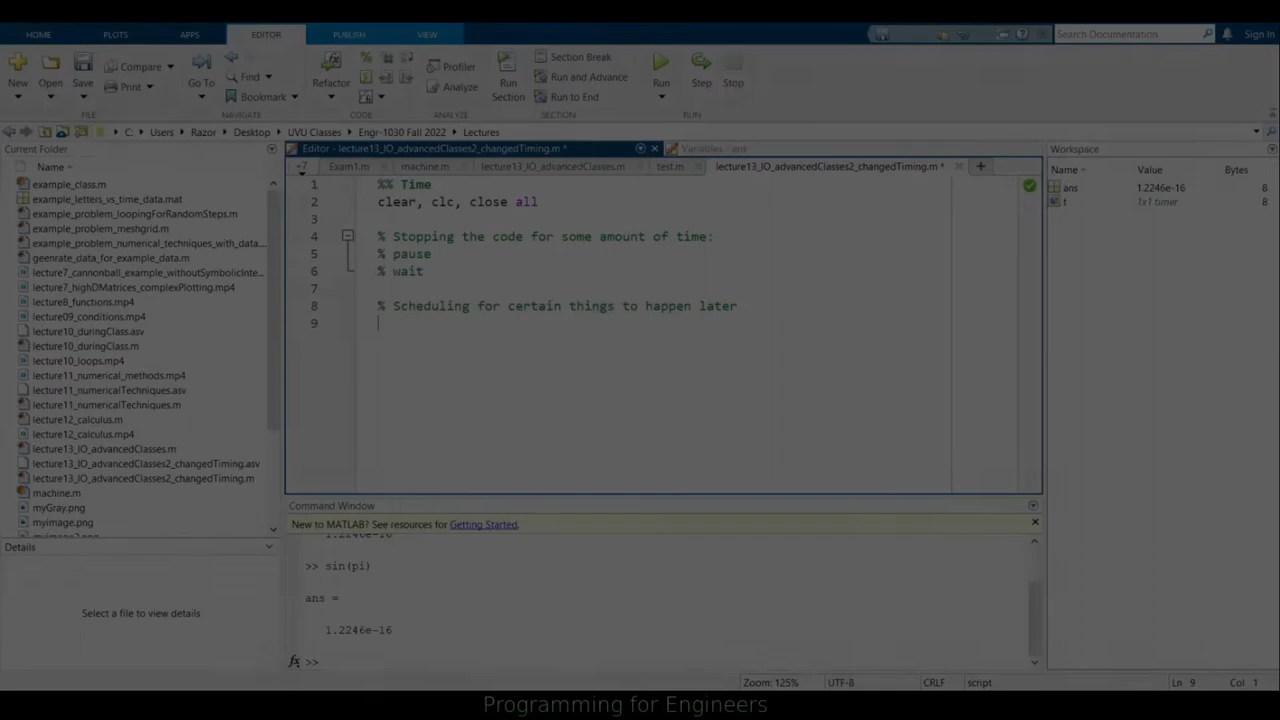 HOME PLOTS APPS EDITOR PUBLISH VIEW Search Documentation Sign In
New Open Save Compare Print Go To Find Bookmark Refactor Profiler Analyze Run Section Section Break Run and Advance Run to End Run Step Stop
FILE NAVIGATE CODE ANALYZE SECTION RUN
C: Users Razor Desktop UVU Classes Engr-1030 Fall 2022 Lectures
Current Folder
Name
example_class.m
example_letters_vs_time_data.mat
example_problem_loopingForRandomSteps.m
example_problem_meshgrid.m
example_problem_numerical_techniques_with_data...
geenrate_data_for_example_data.m
lecture7_cannonball_example_withoutSymbolicInte...
lecture7_highDMatrices_complexPlotting.mp4
lecture8_functions.mp4
lecture09_conditions.mp4
lecture10_duringClass.asv
lecture10_duringClass.m
lecture10_loops.mp4
lecture11_numerical_methods.mp4
lecture11_numericalTechniques.asv
lecture11_numericalTechniques.m
lecture12_calculus.m
lecture12_calculus.mp4
lecture13_IO_advancedClasses.m
lecture13_IO_advancedClasses2_changedTiming.asv
lecture13_IO_advancedClasses2_changedTiming.m
machine.m
myGray.png
myimage.png
Details
Select a file to view details
Editor - lecture13_IO_advancedClasses2_changedTiming.m *
Variables - ans
+7 Exam1.m machine.m lecture13_IO_advancedClasses.m test.m lecture13_IO_advancedClasses2_changedTiming.m *
1 %% Time
2 clear, clc, close all
3
4 % Stopping the code for some amount of time:
5 % pause
6 % wait
7
8 % Scheduling for certain things to happen later
9
Command Window
New to MATLAB? See resources for Getting Started.
1.2246e-16
>> sin(pi)
ans =
1.2246e-16
fx >>
Workspace
Name Value Bytes
ans 1.2246e-16 8
t 1x1 timer 8
Zoom: 125% UTF-8 CRLF script Ln 9 Col 1
Programming for Engineers